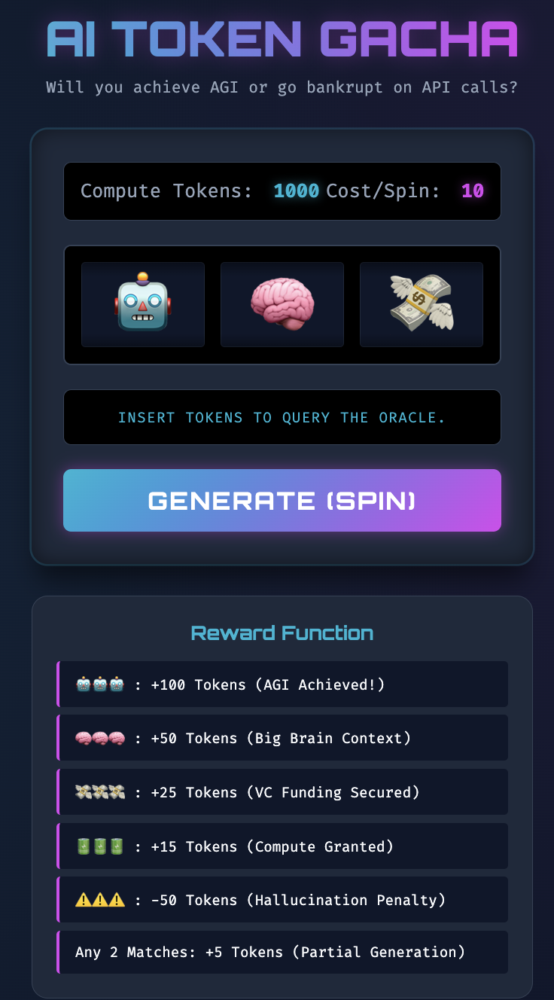 AI TOKEN GACHA
Will you achieve AGI or go bankrupt on API calls?
Compute Tokens: 1000 Cost/Spin: 10
INSERT TOKENS TO QUERY THE ORACLE.
GENERATE (SPIN)
Reward Function
🤖🤖🤖 : +100 Tokens (AGI Achieved!)
🧠🧠🧠 : +50 Tokens (Big Brain Context)
💸💸💸 : +25 Tokens (VC Funding Secured)
🔋🔋🔋 : +15 Tokens (Compute Granted)
⚠️⚠️⚠️ : -50 Tokens (Hallucination Penalty)
Any 2 Matches: +5 Tokens (Partial Generation)